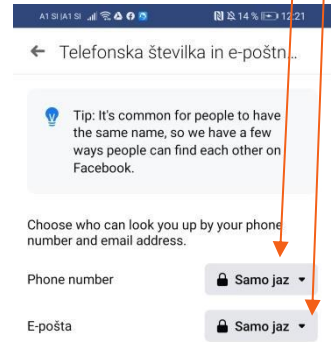 A1 SI|A1 SI 14 % 12:21
Telefonska številka in e-poštn...
Tip: It's common for people to have
the same name, so we have a few
ways people can find each other on
Facebook.
Choose who can look you up by your phone
number and email address.
Phone number Samo jaz
E-pošta Samo jaz